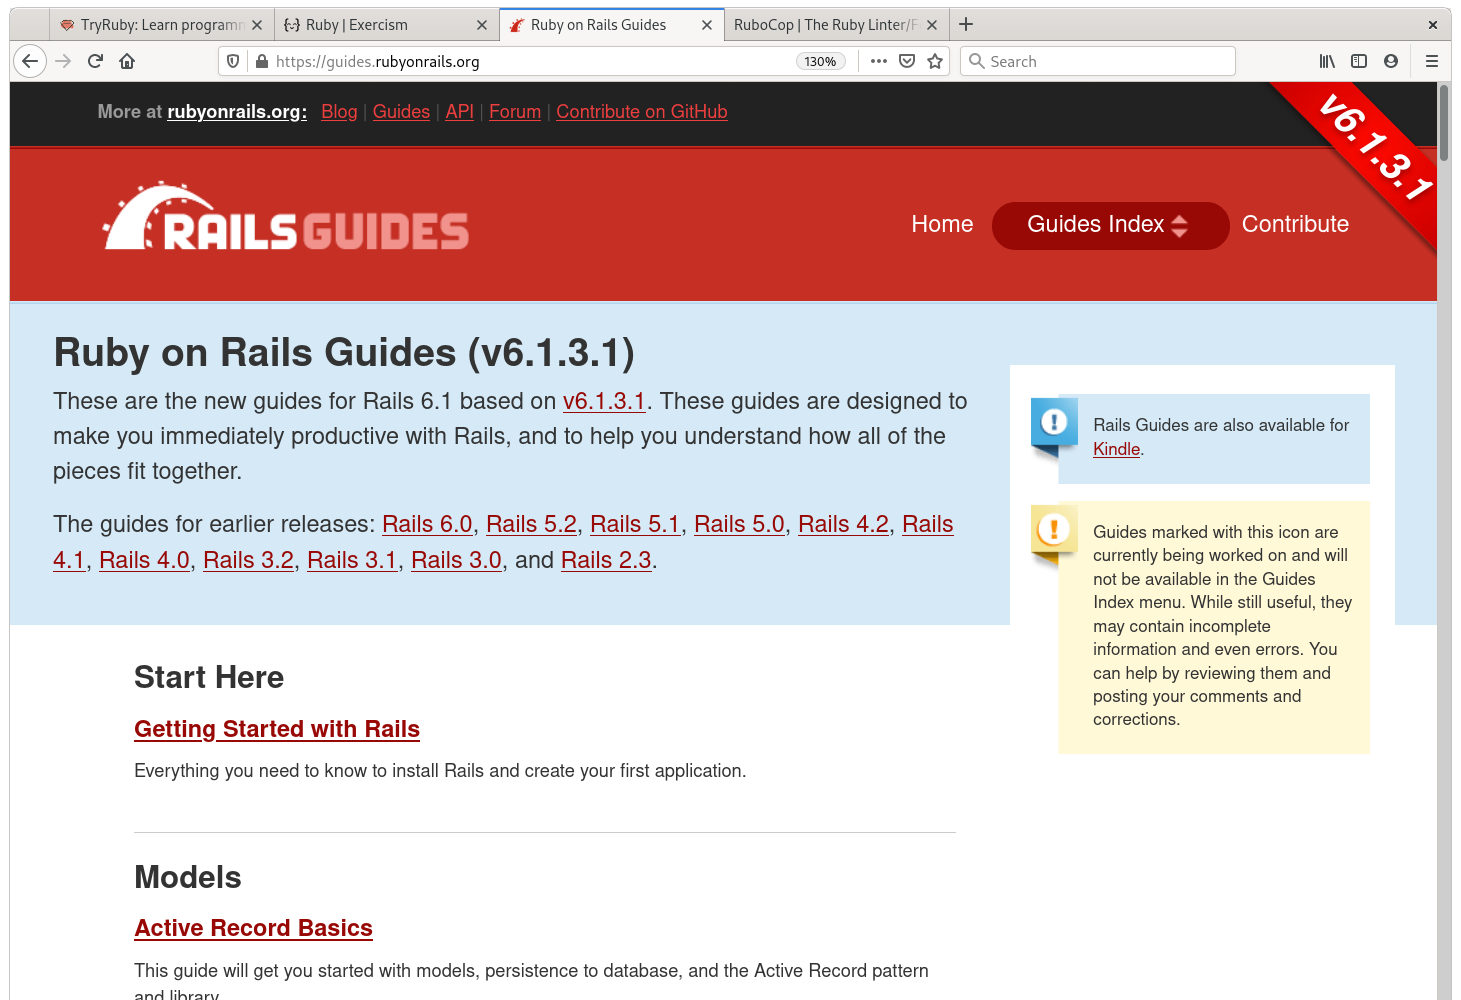 TryRuby: Learn programm
Ruby | Exercism
Ruby on Rails Guides
RuboCop | The Ruby Linter/F
https://guides.rubyonrails.org
130%
Search
More at rubyonrails.org: Blog | Guides | API | Forum | Contribute on GitHub
v6.1.3.1
RAILSGUIDES
Home
Guides Index
Contribute
Ruby on Rails Guides (v6.1.3.1)
These are the new guides for Rails 6.1 based on v6.1.3.1. These guides are designed to
make you immediately productive with Rails, and to help you understand how all of the
pieces fit together.
The guides for earlier releases: Rails 6.0, Rails 5.2, Rails 5.1, Rails 5.0, Rails 4.2, Rails
4.1, Rails 4.0, Rails 3.2, Rails 3.1, Rails 3.0, and Rails 2.3.
Rails Guides are also available for
Kindle.
Guides marked with this icon are
currently being worked on and will
not be available in the Guides
Index menu. While still useful, they
may contain incomplete
information and even errors. You
can help by reviewing them and
posting your comments and
corrections.
Start Here
Getting Started with Rails
Everything you need to know to install Rails and create your first application.
Models
Active Record Basics
This guide will get you started with models, persistence to database, and the Active Record pattern
and library.